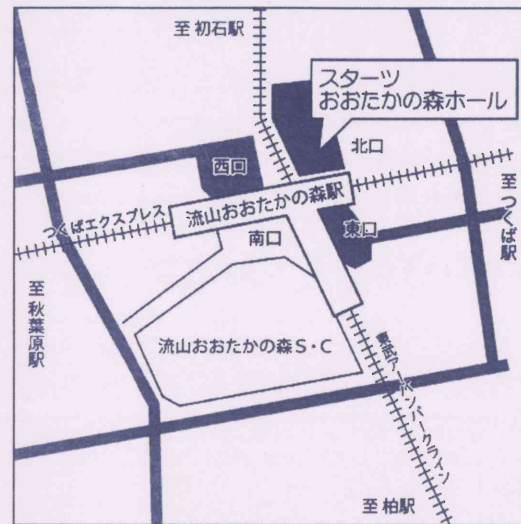 至 初石駅
スターツ
おおたかの森ホール
北口
西口
流山おおたかの森駅
つくばエクスプレス
至 つくば駅
南口
東口
至 秋葉原駅
流山おおたかの森S・C
東武アーバンパークライン
至 柏駅